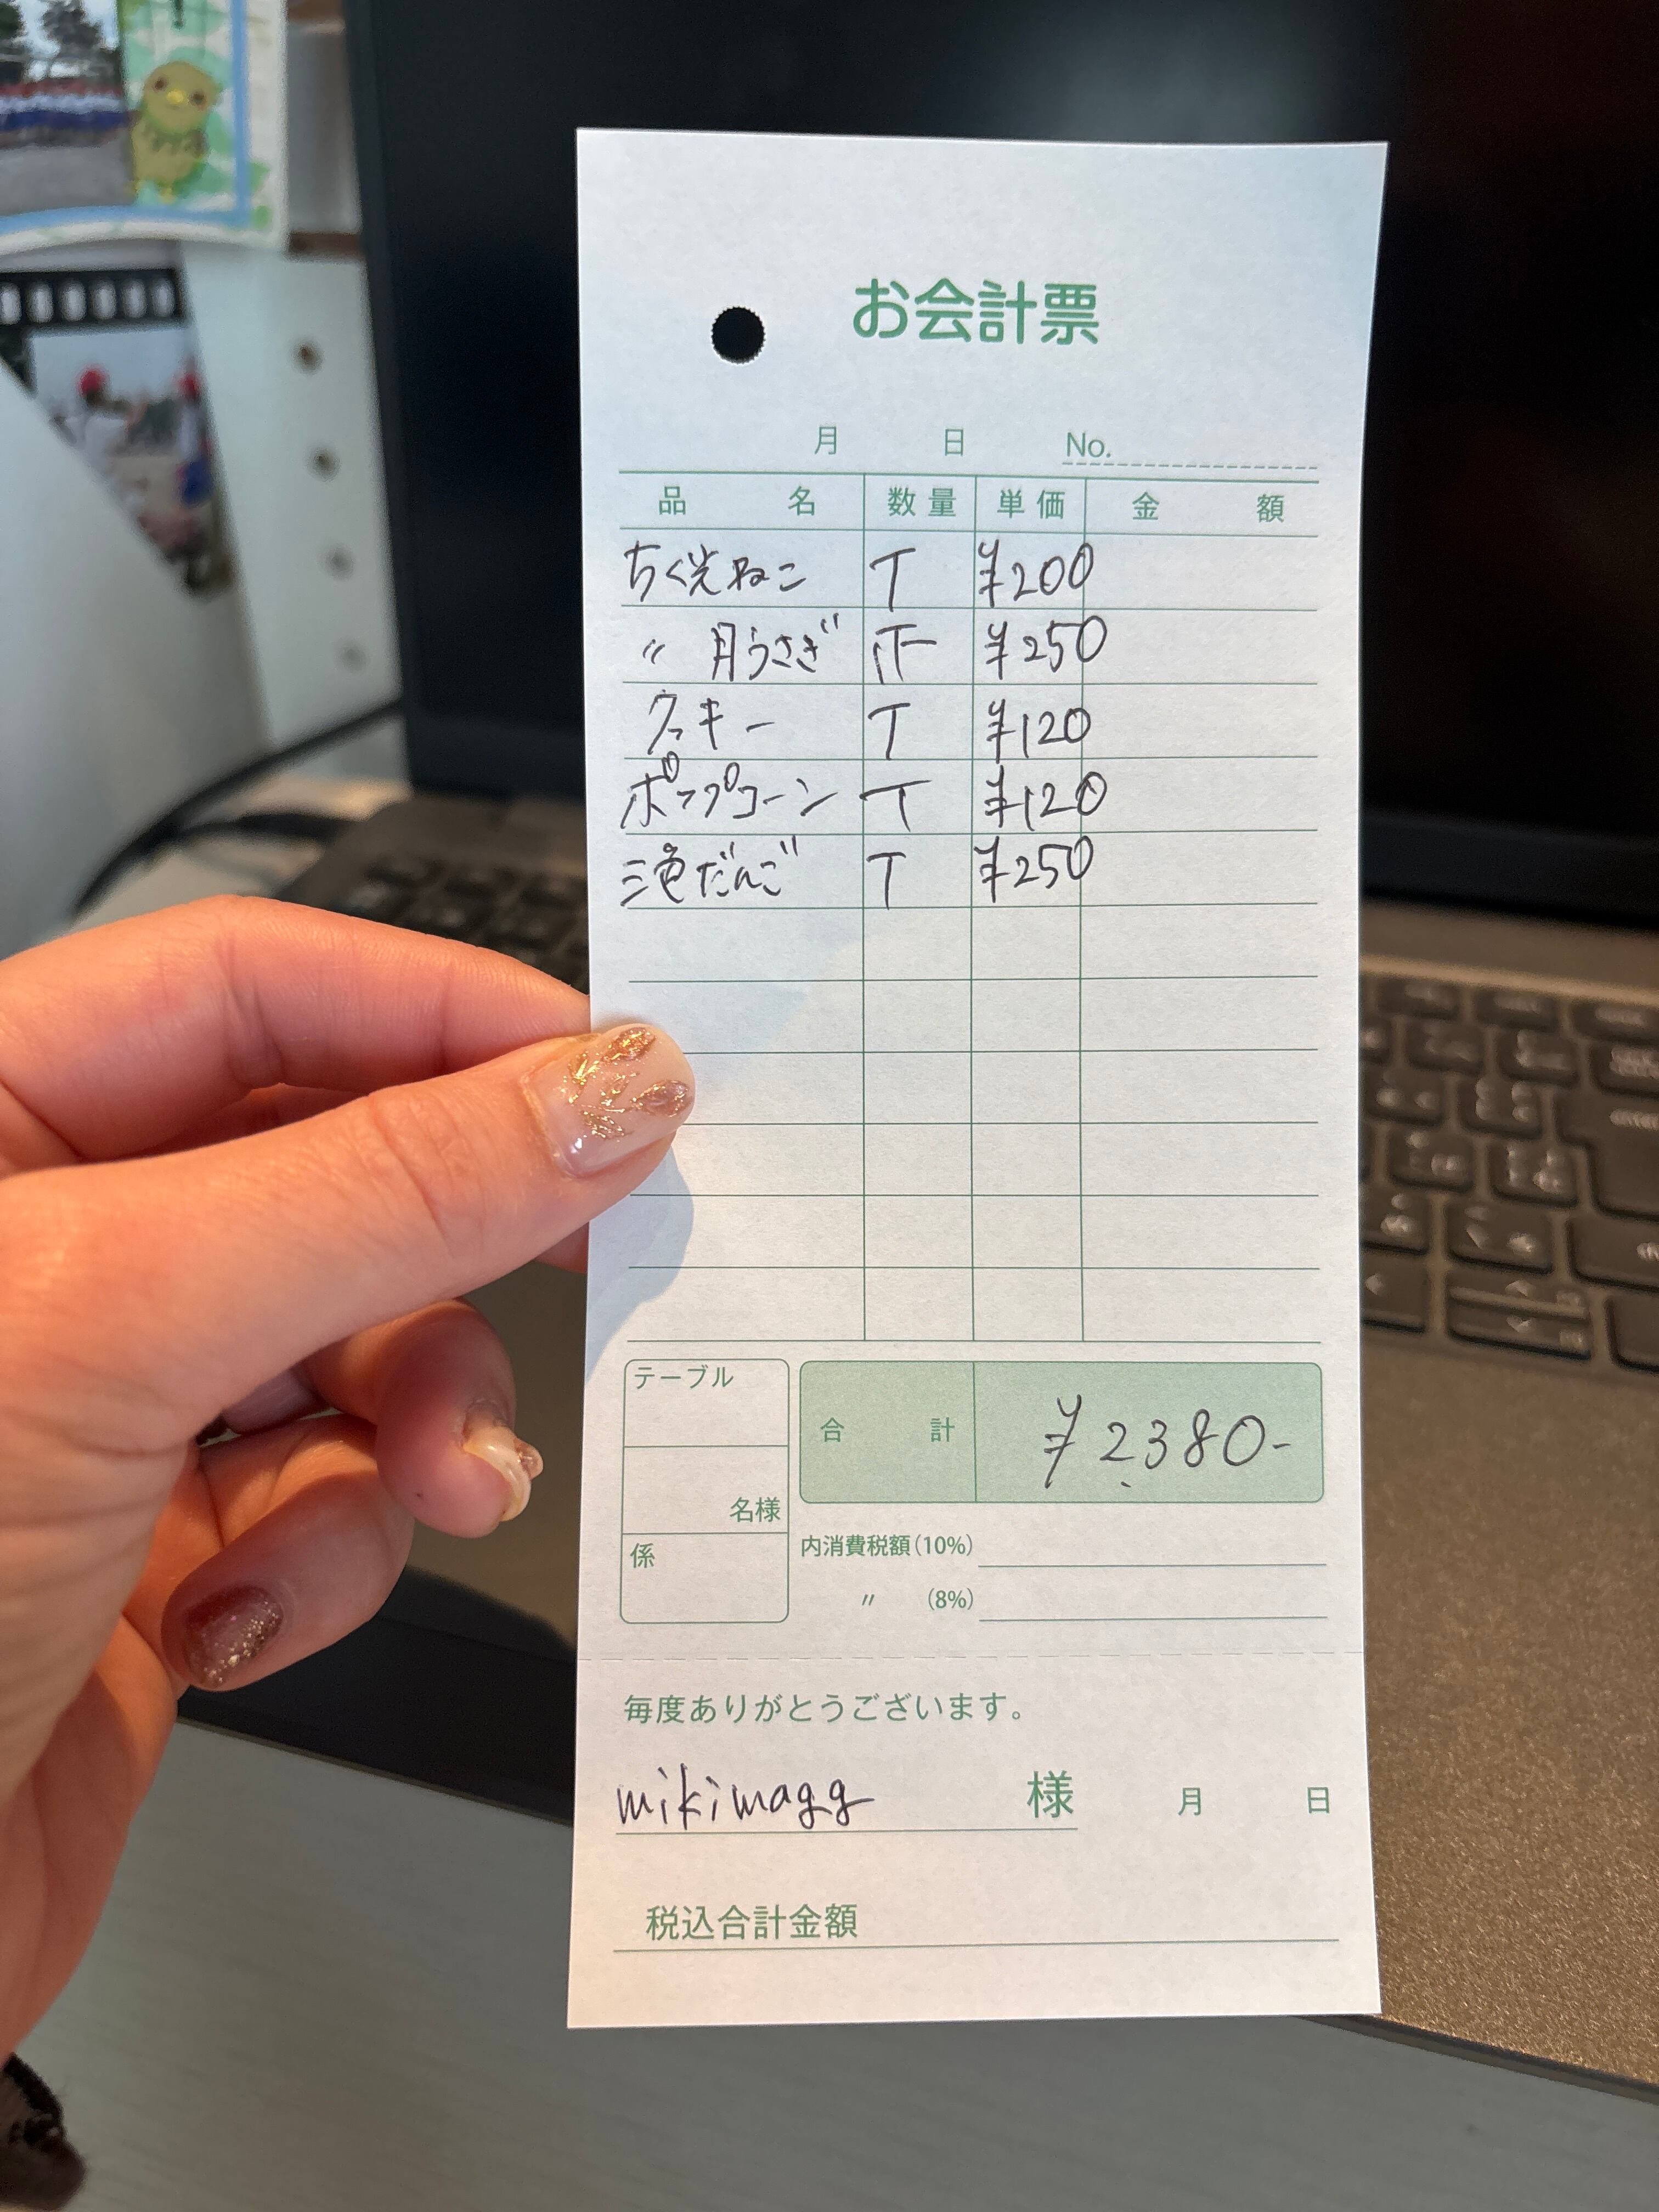 お会計票
月 日 No.
品名 数量 単価 金額
ちく光ねこ T ¥200
〃 月うさぎ 正 ¥250
クッキー T ¥120
ポップコーン T ¥120
三色だんご T ¥250
テーブル
合計 ¥2,380-
名様
係
内消費税額(10%)
〃 (8%)
毎度ありがとうございます。
mikimagg 様 月 日
税込合計金額
enter